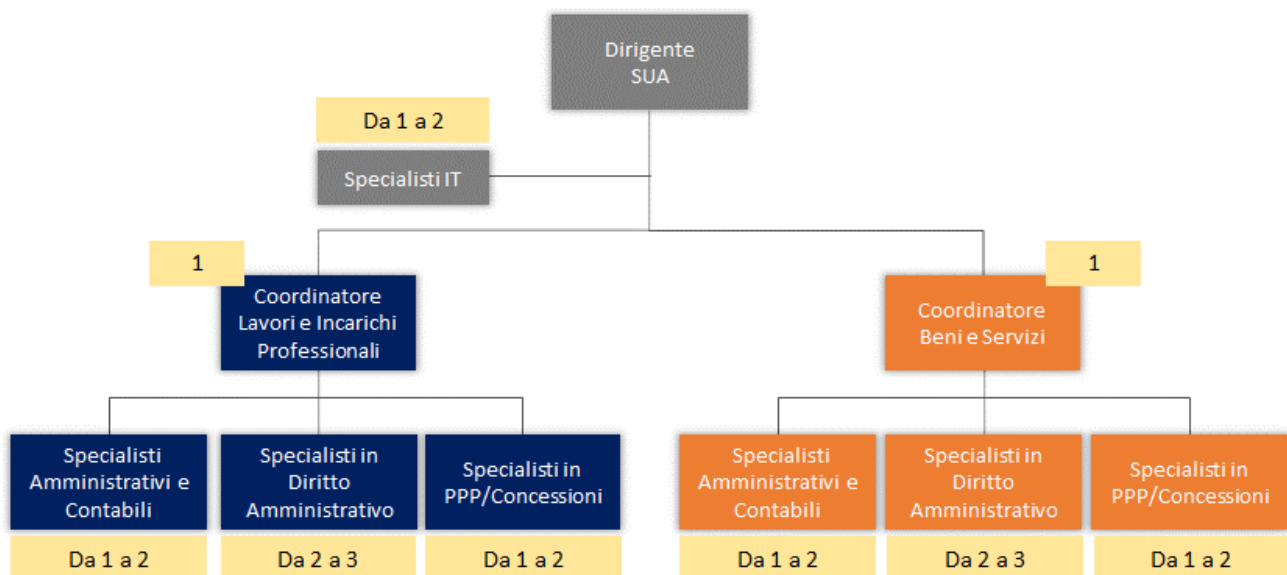 Dirigente
SUA
Da 1 a 2
Specialisti IT
1
1
Coordinatore
Lavori e Incarichi
Professionali
Coordinatore
Beni e Servizi
Specialisti
Amministrativi e
Contabili
Specialisti in
Diritto
Amministrativo
Specialisti in
PPP/Concessioni
Specialisti
Amministrativi e
Contabili
Specialisti in
Diritto
Amministrativo
Specialisti in
PPP/Concessioni
Da 1 a 2
Da 2 a 3
Da 1 a 2
Da 1 a 2
Da 2 a 3
Da 1 a 2